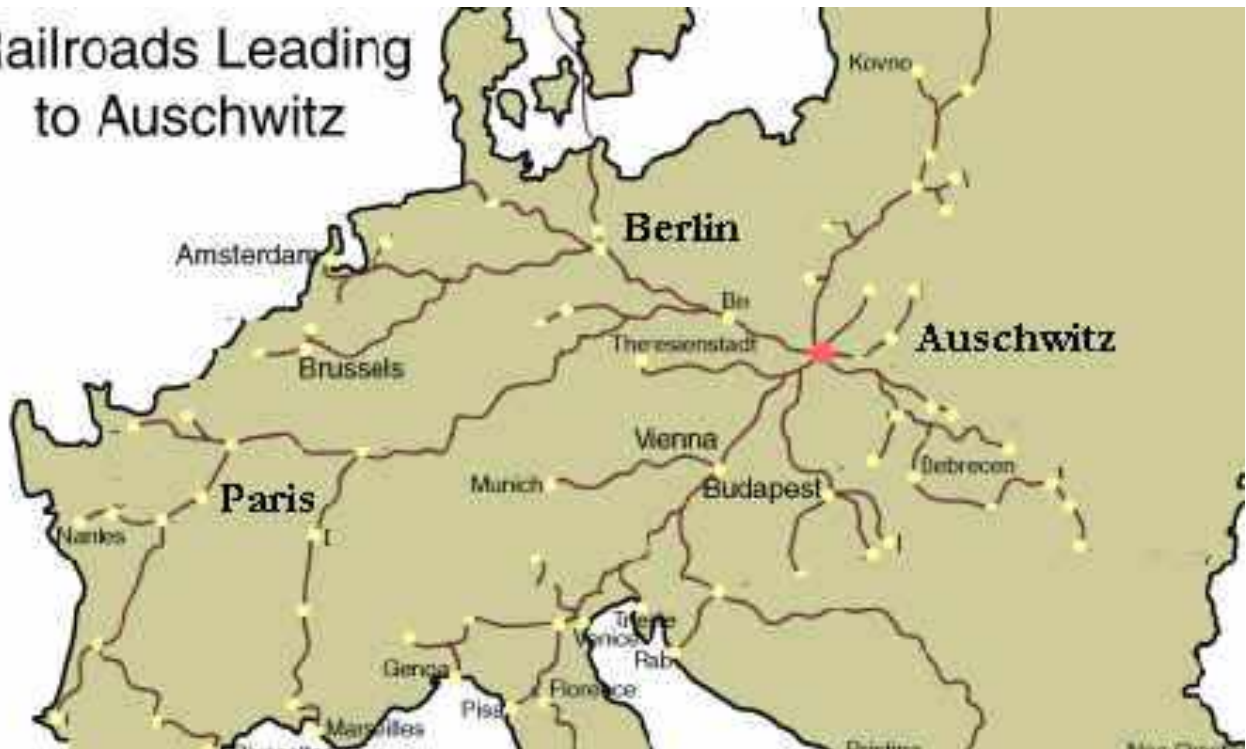 Railroads Leading
to Auschwitz
Kovno
Berlin
Amsterdam
Auschwitz
Theresienstadt
Brussels
Vienna
Munich
Budapest
Debrecen
Paris
Nantes
Trieste
Venice
Rab
Genoa
Florence
Pisa
Marseilles